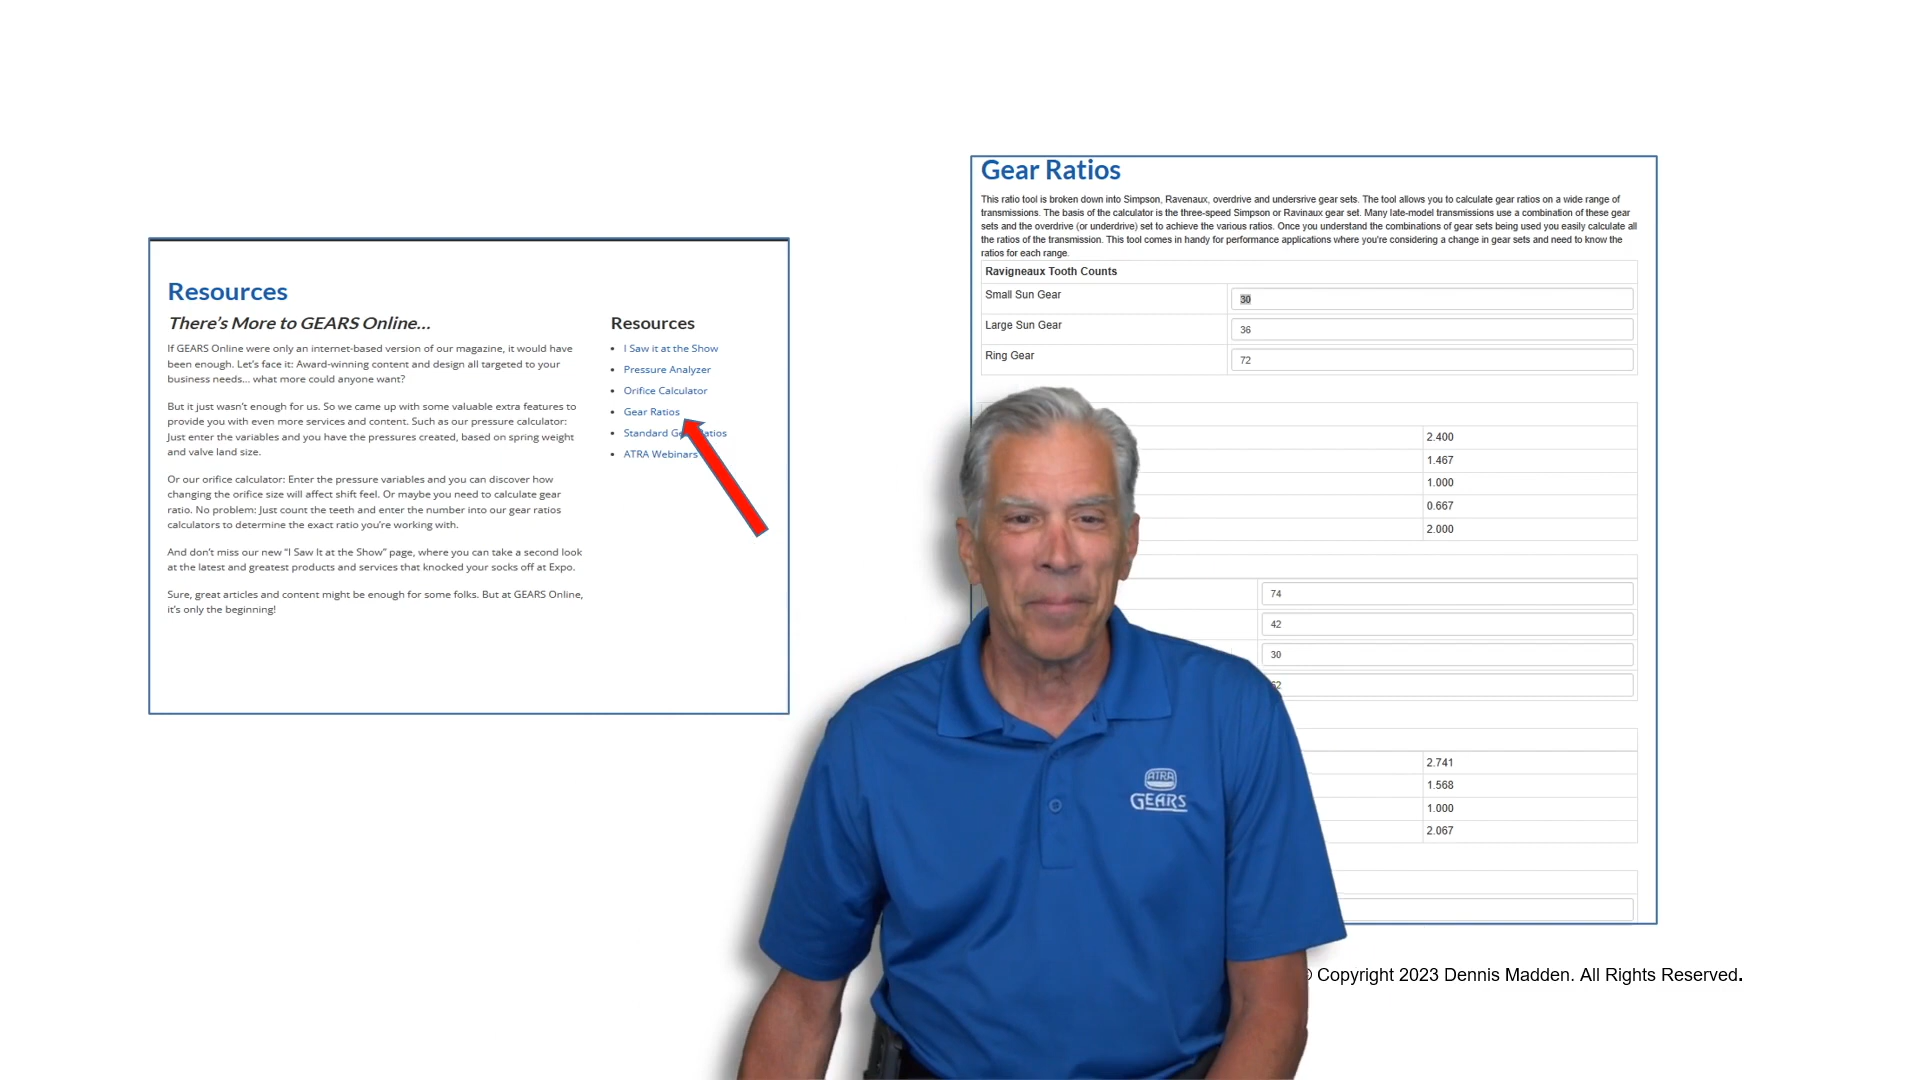 Resources
There's More to GEARS Online...
If GEARS Online were only an internet-based version of our magazine, it would have
been enough. Let's face it: Award-winning content and design all targeted to your
business needs... what more could anyone want?
But it just wasn't enough for us. So we came up with some valuable extra features to
provide you with even more services and content. Such as our pressure calculator:
Just enter the variables and you have the pressures created, based on spring weight
and valve land size.
Or our orifice calculator: Enter the pressure variables and you can discover how
changing the orifice size will affect shift feel. Or maybe you need to calculate gear
ratio. No problem: Just count the teeth and enter the number into our gear ratios
calculators to determine the exact ratio you're working with.
And don't miss our new “I Saw It at the Show” page, where you can take a second look
at the latest and greatest products and services that knocked your socks off at Expo.
Sure, great articles and content might be enough for some folks. But at GEARS Online,
it's only the beginning!
Resources
I Saw it at the Show
Pressure Analyzer
Orifice Calculator
Gear Ratios
Standard Gear Ratios
ATRA Webinars
Gear Ratios
This ratio tool is broken down into Simpson, Ravenaux, overdrive and undersrive gear sets. The tool allows you to calculate gear ratios on a wide range of
transmissions. The basis of the calculator is the three-speed Simpson or Ravinaux gear set. Many late-model transmissions use a combination of these gear
sets and the overdrive (or underdrive) set to achieve the various ratios. Once you understand the combinations of gear sets being used you easily calculate all
the ratios of the transmission. This tool comes in handy for performance applications where you're considering a change in gear sets and need to know the
ratios for each range.
Ravigneaux Tooth Counts
Small Sun Gear 30
Large Sun Gear 36
Ring Gear 72
2.400
1.467
1.000
0.667
2.000
74
42
30
62
2.741
1.568
1.000
2.067
ATRA
GEARS
© Copyright 2023 Dennis Madden. All Rights Reserved.